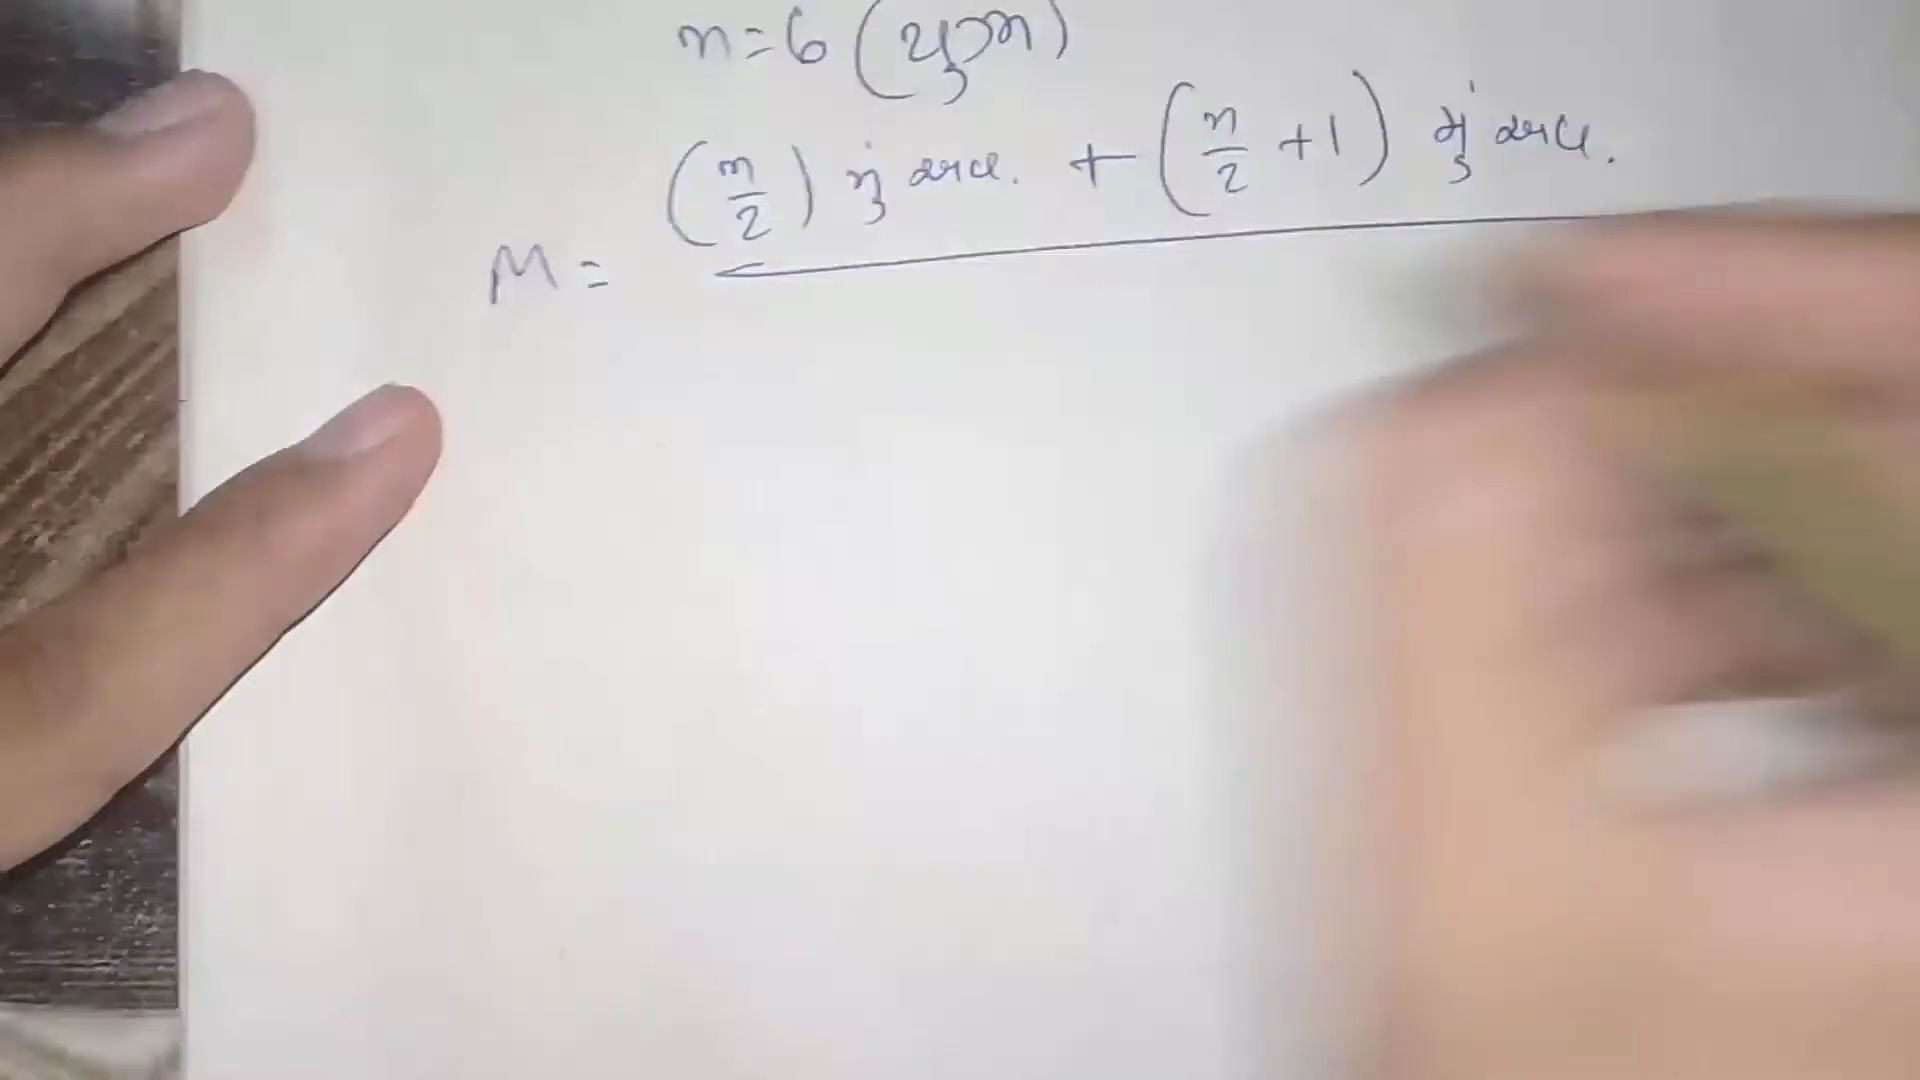 n=6 (યુગ્મ)
M = (n/2) મું અવલ. + (n/2 +1) મું અવલ.